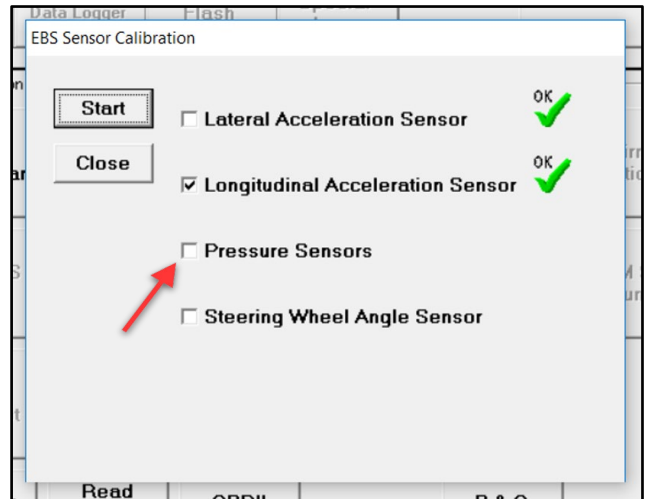 Data Logger Flash
EBS Sensor Calibration
Start
Lateral Acceleration Sensor
OK
Close
Longitudinal Acceleration Sensor
OK
Pressure Sensors
Steering Wheel Angle Sensor
Read